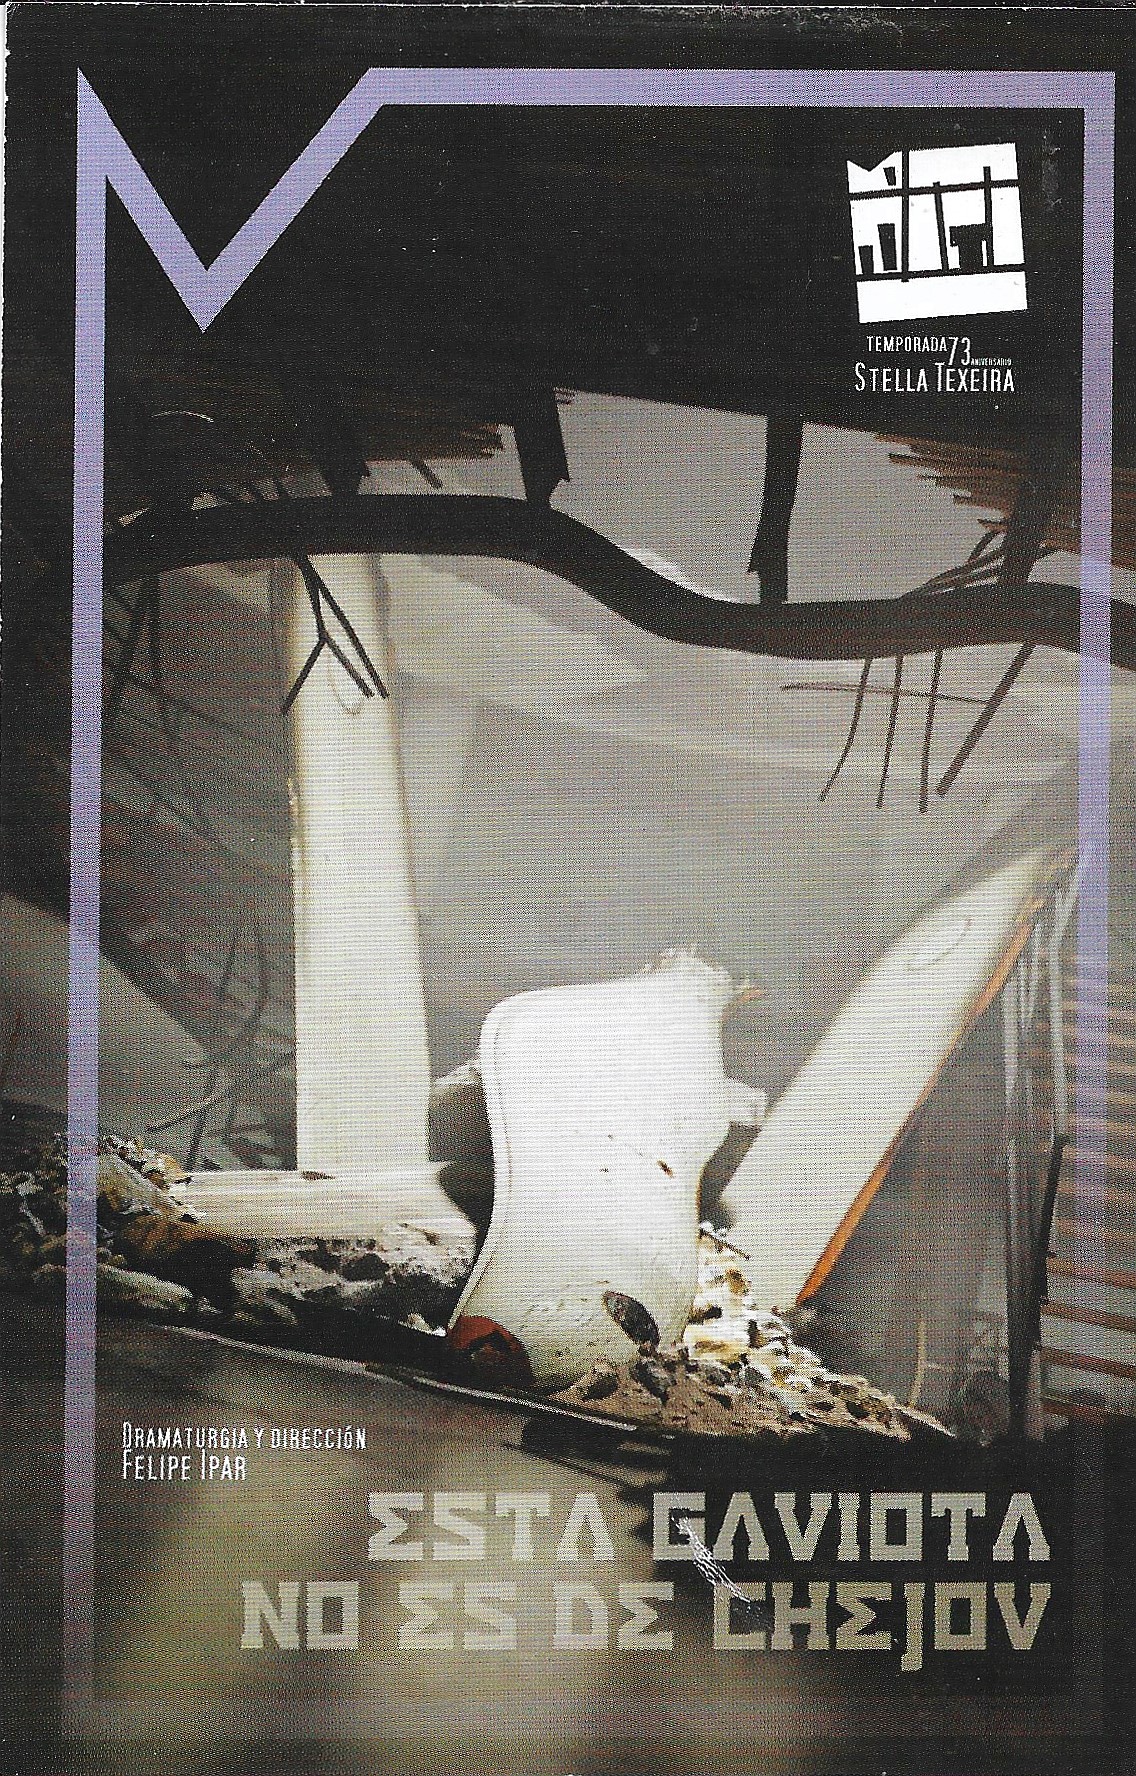 TEMPORADA 73 ANIVERSARIO
STELLA TEXEIRA
DRAMATURGIA Y DIRECCIÓN
FELIPE IPAR
ESTA GAVIOTA
NO ES DE CHEJOV